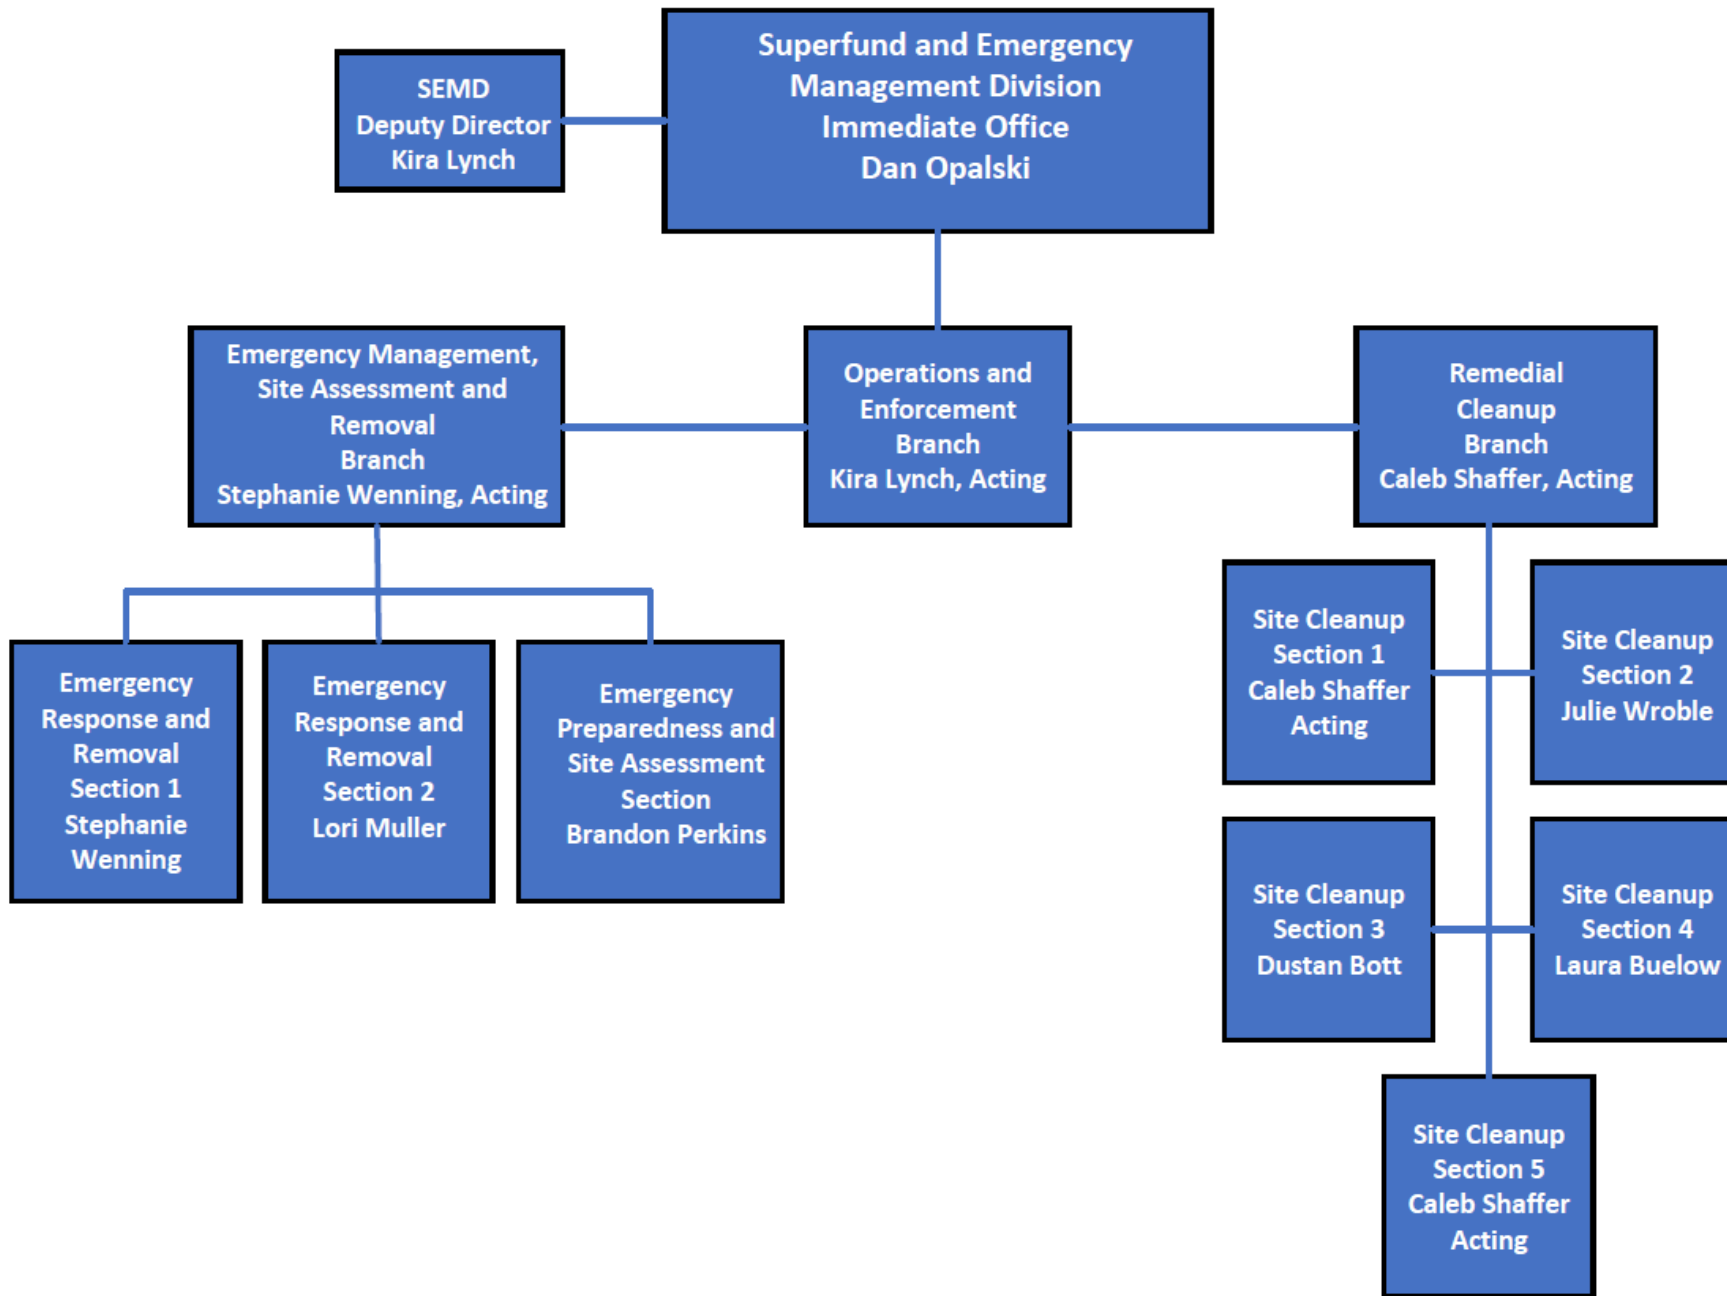 Superfund and Emergency
Management Division
Immediate Office
Dan Opalski
SEMD
Deputy Director
Kira Lynch
Emergency Management,
Site Assessment and
Removal
Branch
Stephanie Wenning, Acting
Operations and
Enforcement
Branch
Kira Lynch, Acting
Remedial
Cleanup
Branch
Caleb Shaffer, Acting
Emergency
Response and
Removal
Section 1
Stephanie
Wenning
Emergency
Response and
Removal
Section 2
Lori Muller
Emergency
Preparedness and
Site Assessment
Section
Brandon Perkins
Site Cleanup
Section 1
Caleb Shaffer
Acting
Site Cleanup
Section 2
Julie Wroble
Site Cleanup
Section 3
Dustan Bott
Site Cleanup
Section 4
Laura Buelow
Site Cleanup
Section 5
Caleb Shaffer
Acting